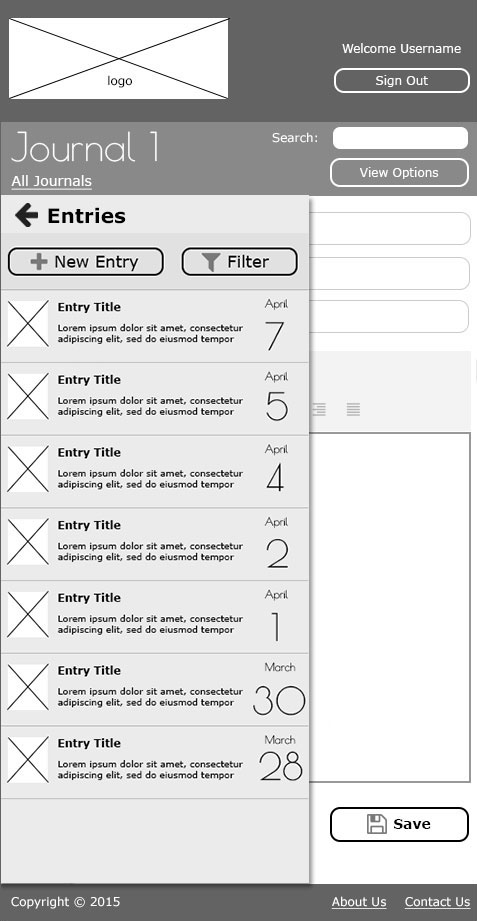 logo
Welcome Username
Sign Out
Journal 1
Search:
All Journals
View Options
Entries
New Entry
Filter
Entry Title
Lorem ipsum dolor sit amet, consectetur
adipiscing elit, sed do eiusmod tempor
April
7
Entry Title
Lorem ipsum dolor sit amet, consectetur
adipiscing elit, sed do eiusmod tempor
April
5
Entry Title
Lorem ipsum dolor sit amet, consectetur
adipiscing elit, sed do eiusmod tempor
April
4
Entry Title
Lorem ipsum dolor sit amet, consectetur
adipiscing elit, sed do eiusmod tempor
April
2
Entry Title
Lorem ipsum dolor sit amet, consectetur
adipiscing elit, sed do eiusmod tempor
April
1
Entry Title
Lorem ipsum dolor sit amet, consectetur
adipiscing elit, sed do eiusmod tempor
March
30
Entry Title
Lorem ipsum dolor sit amet, consectetur
adipiscing elit, sed do eiusmod tempor
March
28
Save
Copyright © 2015
About Us
Contact Us